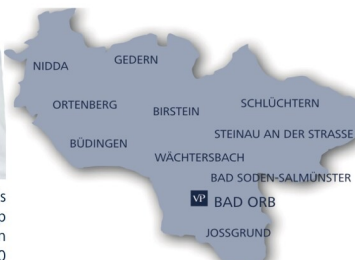 GEDERN
NIDDA
ORTENBERG
BIRSTEIN
SCHLÜCHTERN
STEINAU AN DER STRASSE
BÜDINGEN
WÄCHTERSBACH
BAD SODEN-SALMÜNSTER
VP BAD ORB
JOSSGRUND